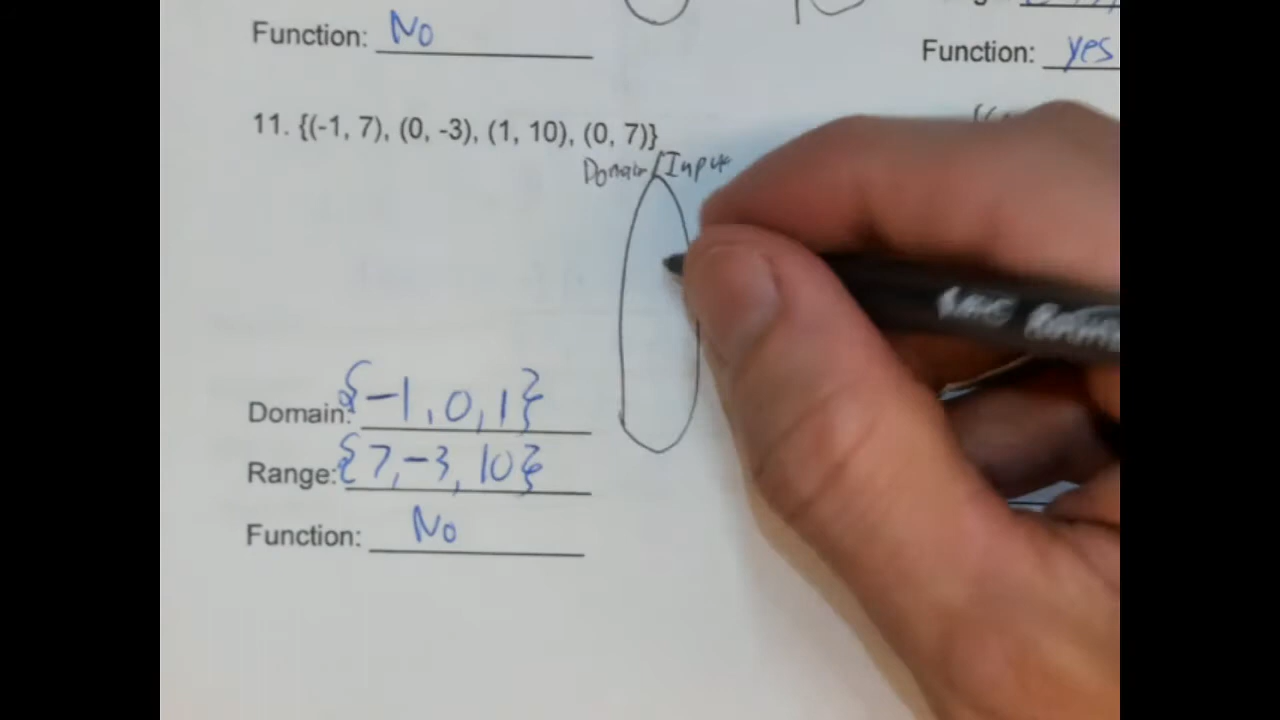 Function: No
Function: yes
11. {(-1, 7), (0, -3), (1, 10), (0, 7)}
Domain/Input
Domain: {-1, 0, 1}
Range: {7, -3, 10}
Function: No